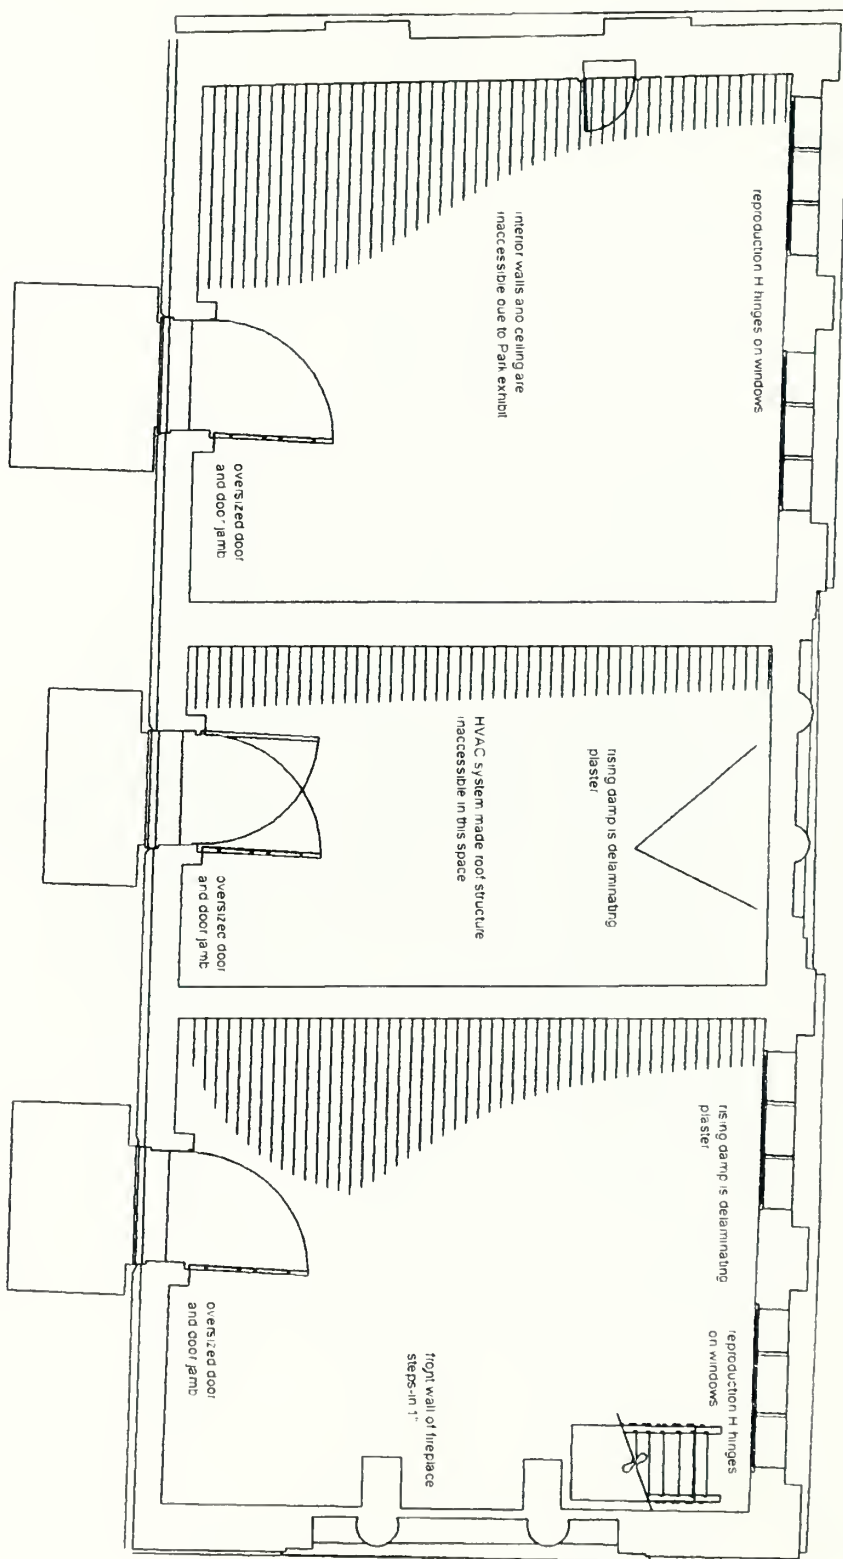 reproduction H hinges on windows
interior walls and ceiling are
inaccessible due to Park exhibit
oversized door
and door jamb
rising damp is delaminating
plaster
HVAC system made roof structure
inaccessible in this space
oversized door
and door jamb
rising damp is delaminating
plaster
reproduction H hinges
on windows
front wall of fireplace
steps-in 1"
oversized door
and door jamb